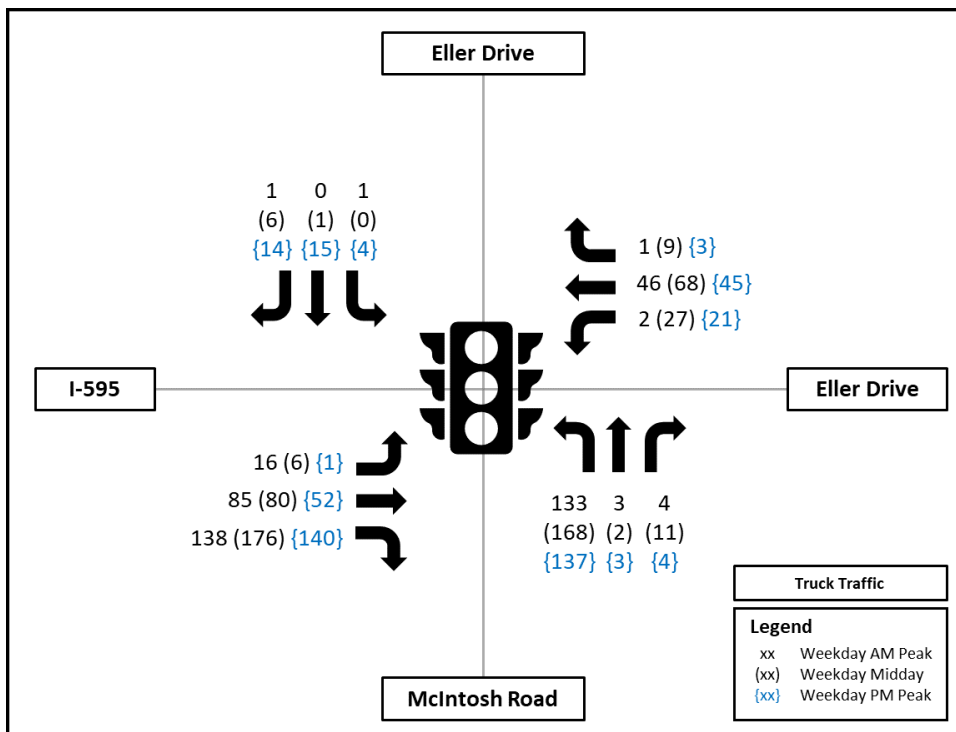 Eller Drive
1 0 1
(6) (1) (0)
{14} {15} {4}
1 (9) {3}
46 (68) {45}
2 (27) {21}
I-595
Eller Drive
16 (6) {1}
85 (80) {52}
138 (176) {140}
133 3 4
(168) (2) (11)
{137} {3} {4}
McIntosh Road
Truck Traffic
Legend
xx Weekday AM Peak
(xx) Weekday Midday
{xx} Weekday PM Peak